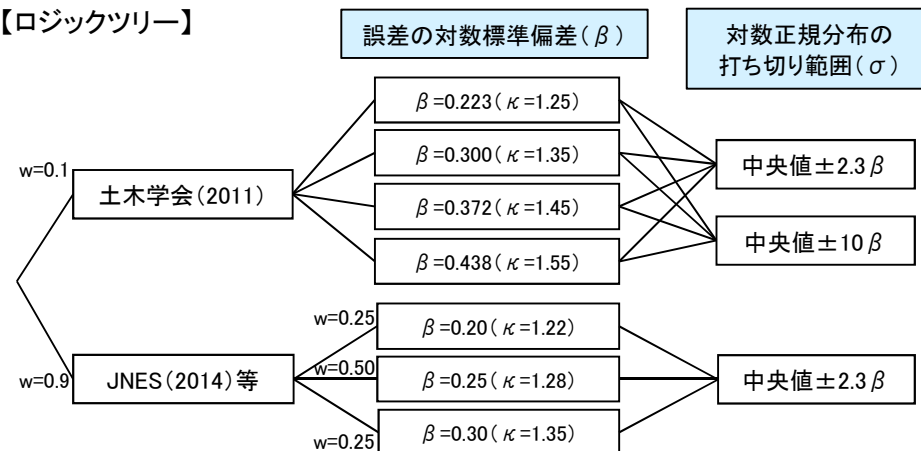 【ロジックツリー】
誤差の対数標準偏差(β)
対数正規分布の
打ち切り範囲(σ)
w=0.1
土木学会(2011)
β=0.223(κ=1.25)
β=0.300(κ=1.35)
β=0.372(κ=1.45)
β=0.438(κ=1.55)
中央値±2.3β
中央値±10β
w=0.9
JNES(2014)等
w=0.25
β=0.20(κ=1.22)
w=0.50
β=0.25(κ=1.28)
w=0.25
β=0.30(κ=1.35)
中央値±2.3β